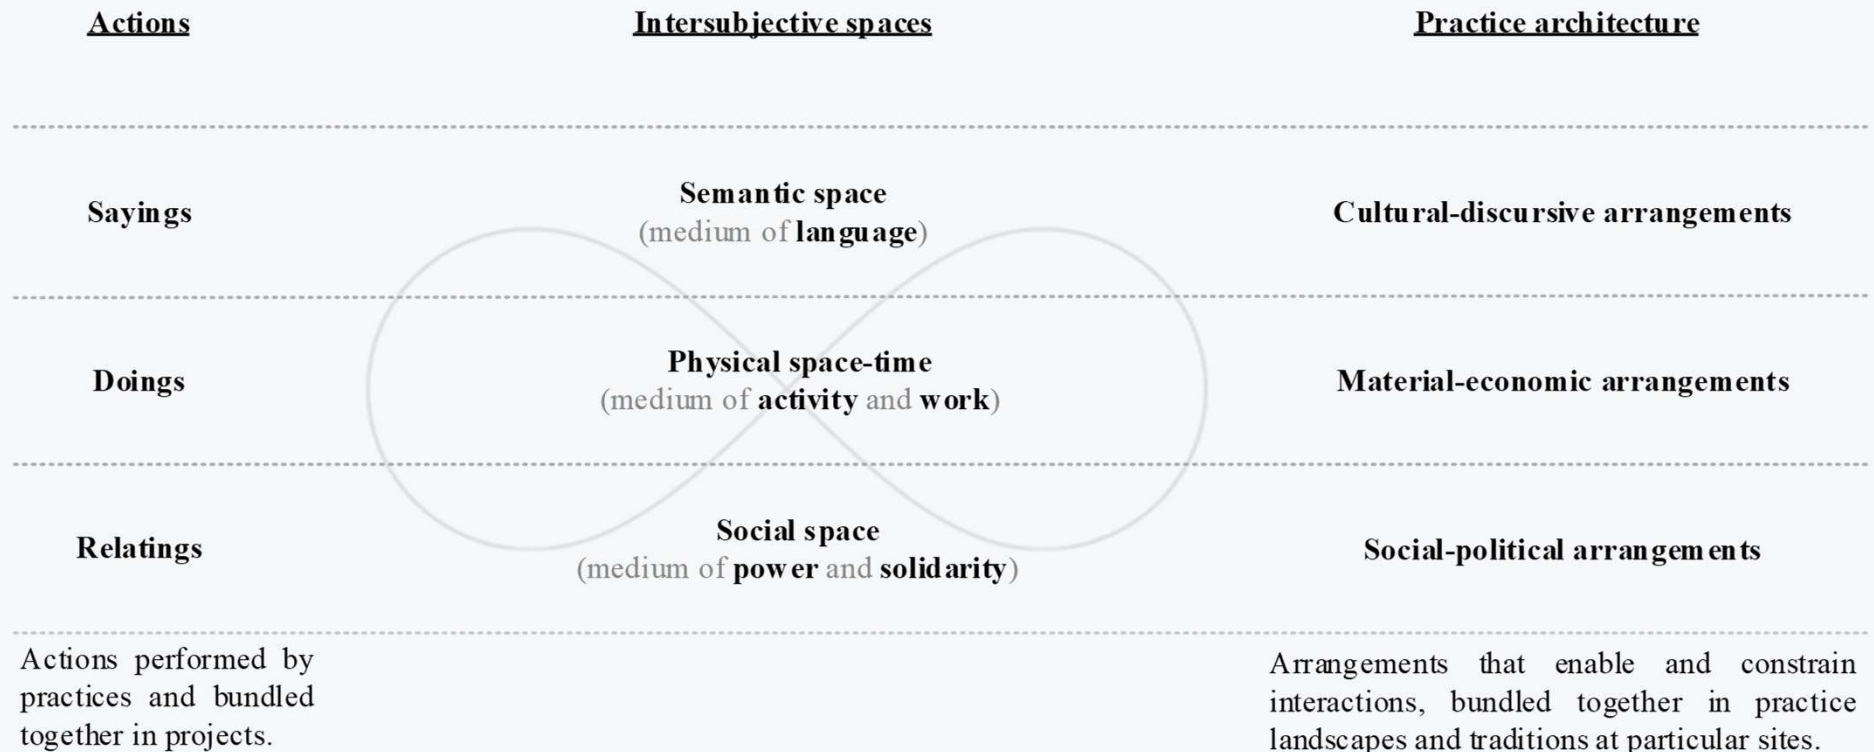 Actions
Intersubjective spaces
Practice architecture
Sayings
Semantic space
(medium of language)
Cultural-discursive arrangements
Doings
Physical space-time
(medium of activity and work)
Material-economic arrangements
Relatings
Social space
(medium of power and solidarity)
Social-political arrangements
Actions performed by
practices and bundled
together in projects.
Arrangements that enable and constrain
interactions, bundled together in practice
landscapes and traditions at particular sites.